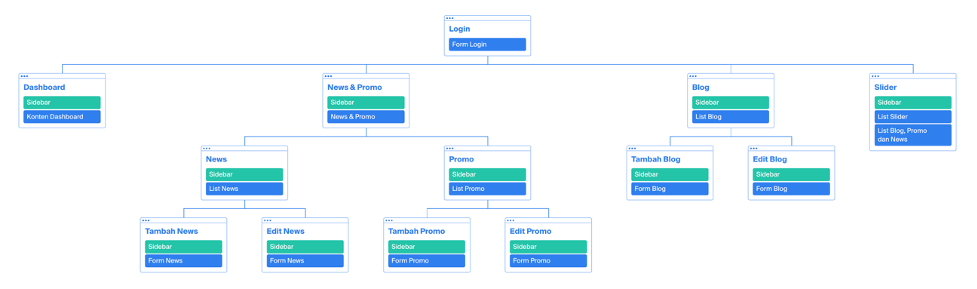 Login
Form Login
Dashboard
Sidebar
Konten Dashboard
News & Promo
Sidebar
News & Promo
Blog
Sidebar
List Blog
Slider
Sidebar
List Slider
List Blog, Promo
dan News
News
Sidebar
List News
Promo
Sidebar
List Promo
Tambah Blog
Sidebar
Form Blog
Edit Blog
Sidebar
Form Blog
Tambah News
Sidebar
Form News
Edit News
Sidebar
Form News
Tambah Promo
Sidebar
Form Promo
Edit Promo
Sidebar
Form Promo